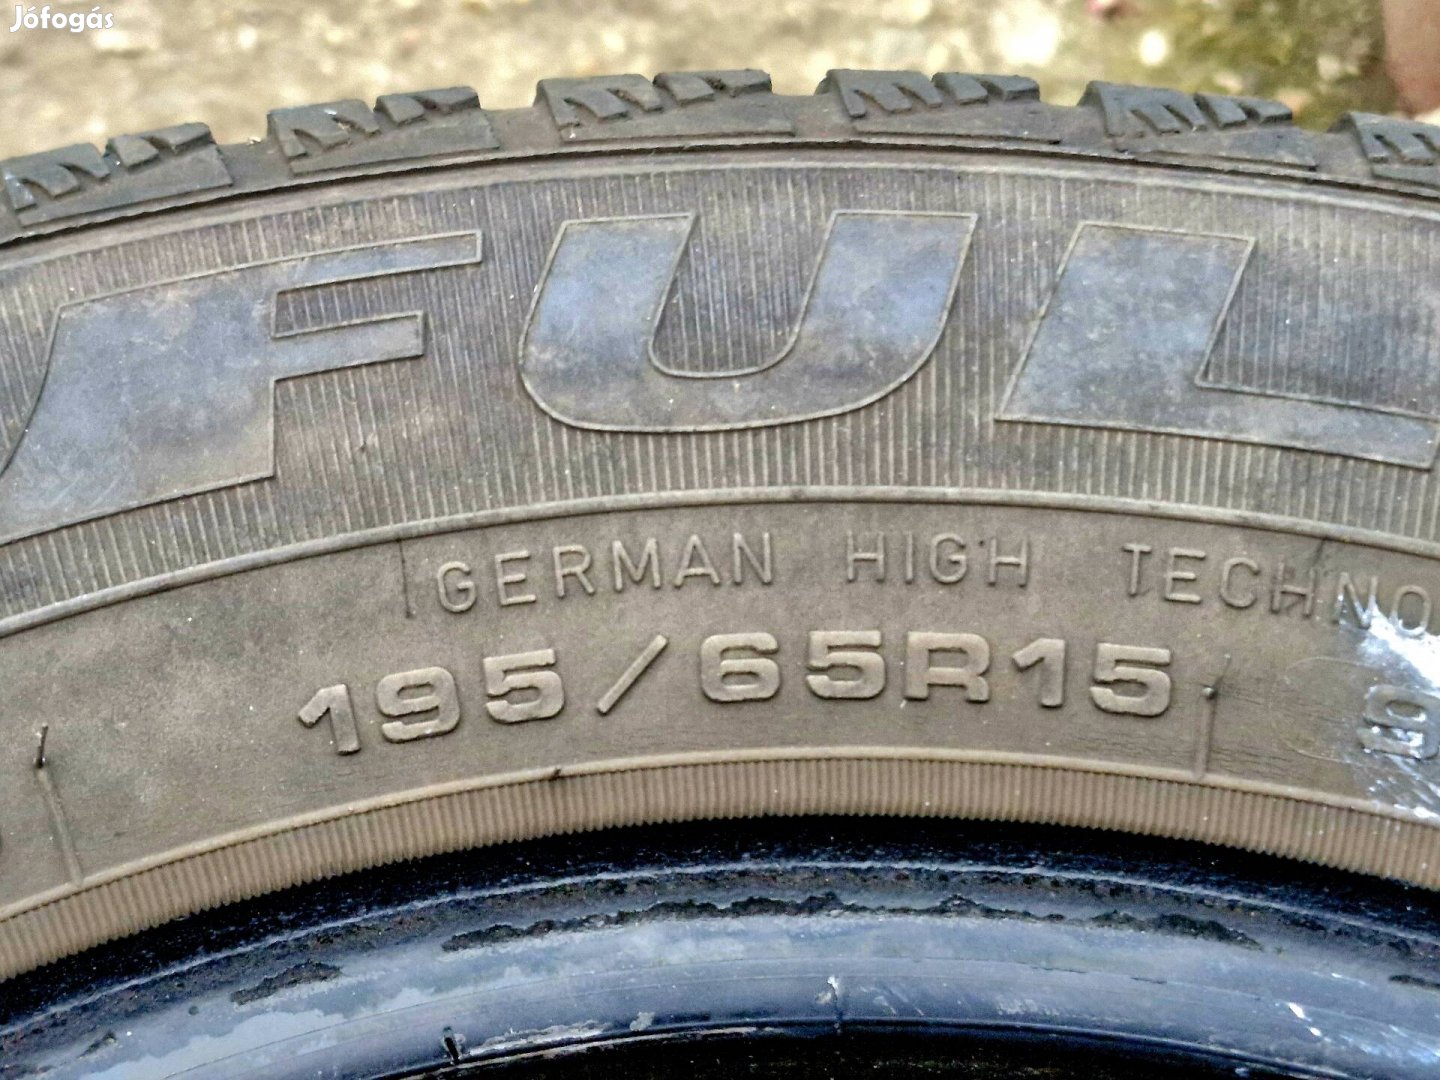 Jófogás
FUL
GERMAN HIGH TECHNO
195/65R15